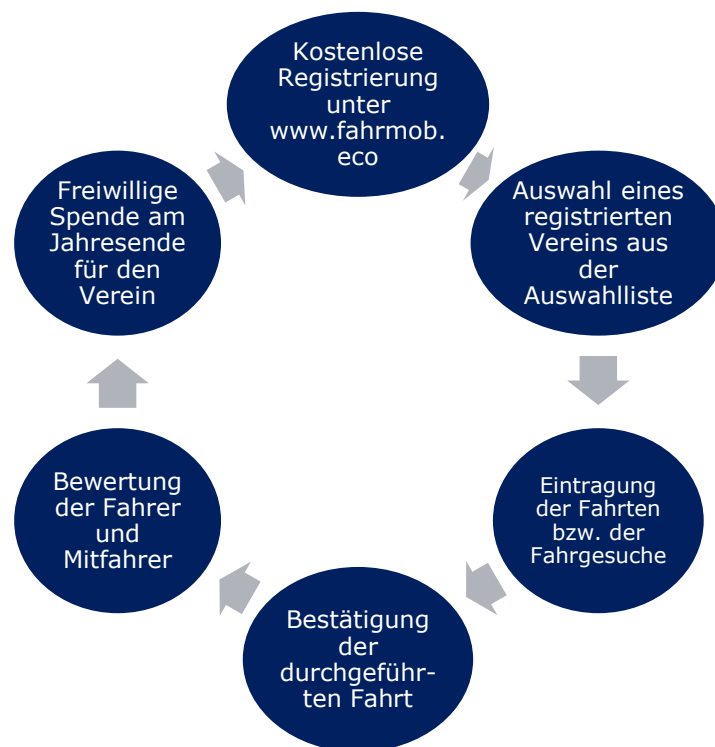 Kostenlose
Registrierung
unter
www.fahrmob.
eco
Auswahl eines
registrierten
Vereins aus
der
Auswahlliste
Eintragung
der Fahrten
bzw. der
Fahrgesuche
Bestätigung
der
durchgeführ-
ten Fahrt
Bewertung
der Fahrer
und
Mitfahrer
Freiwillige
Spende am
Jahresende
für den
Verein